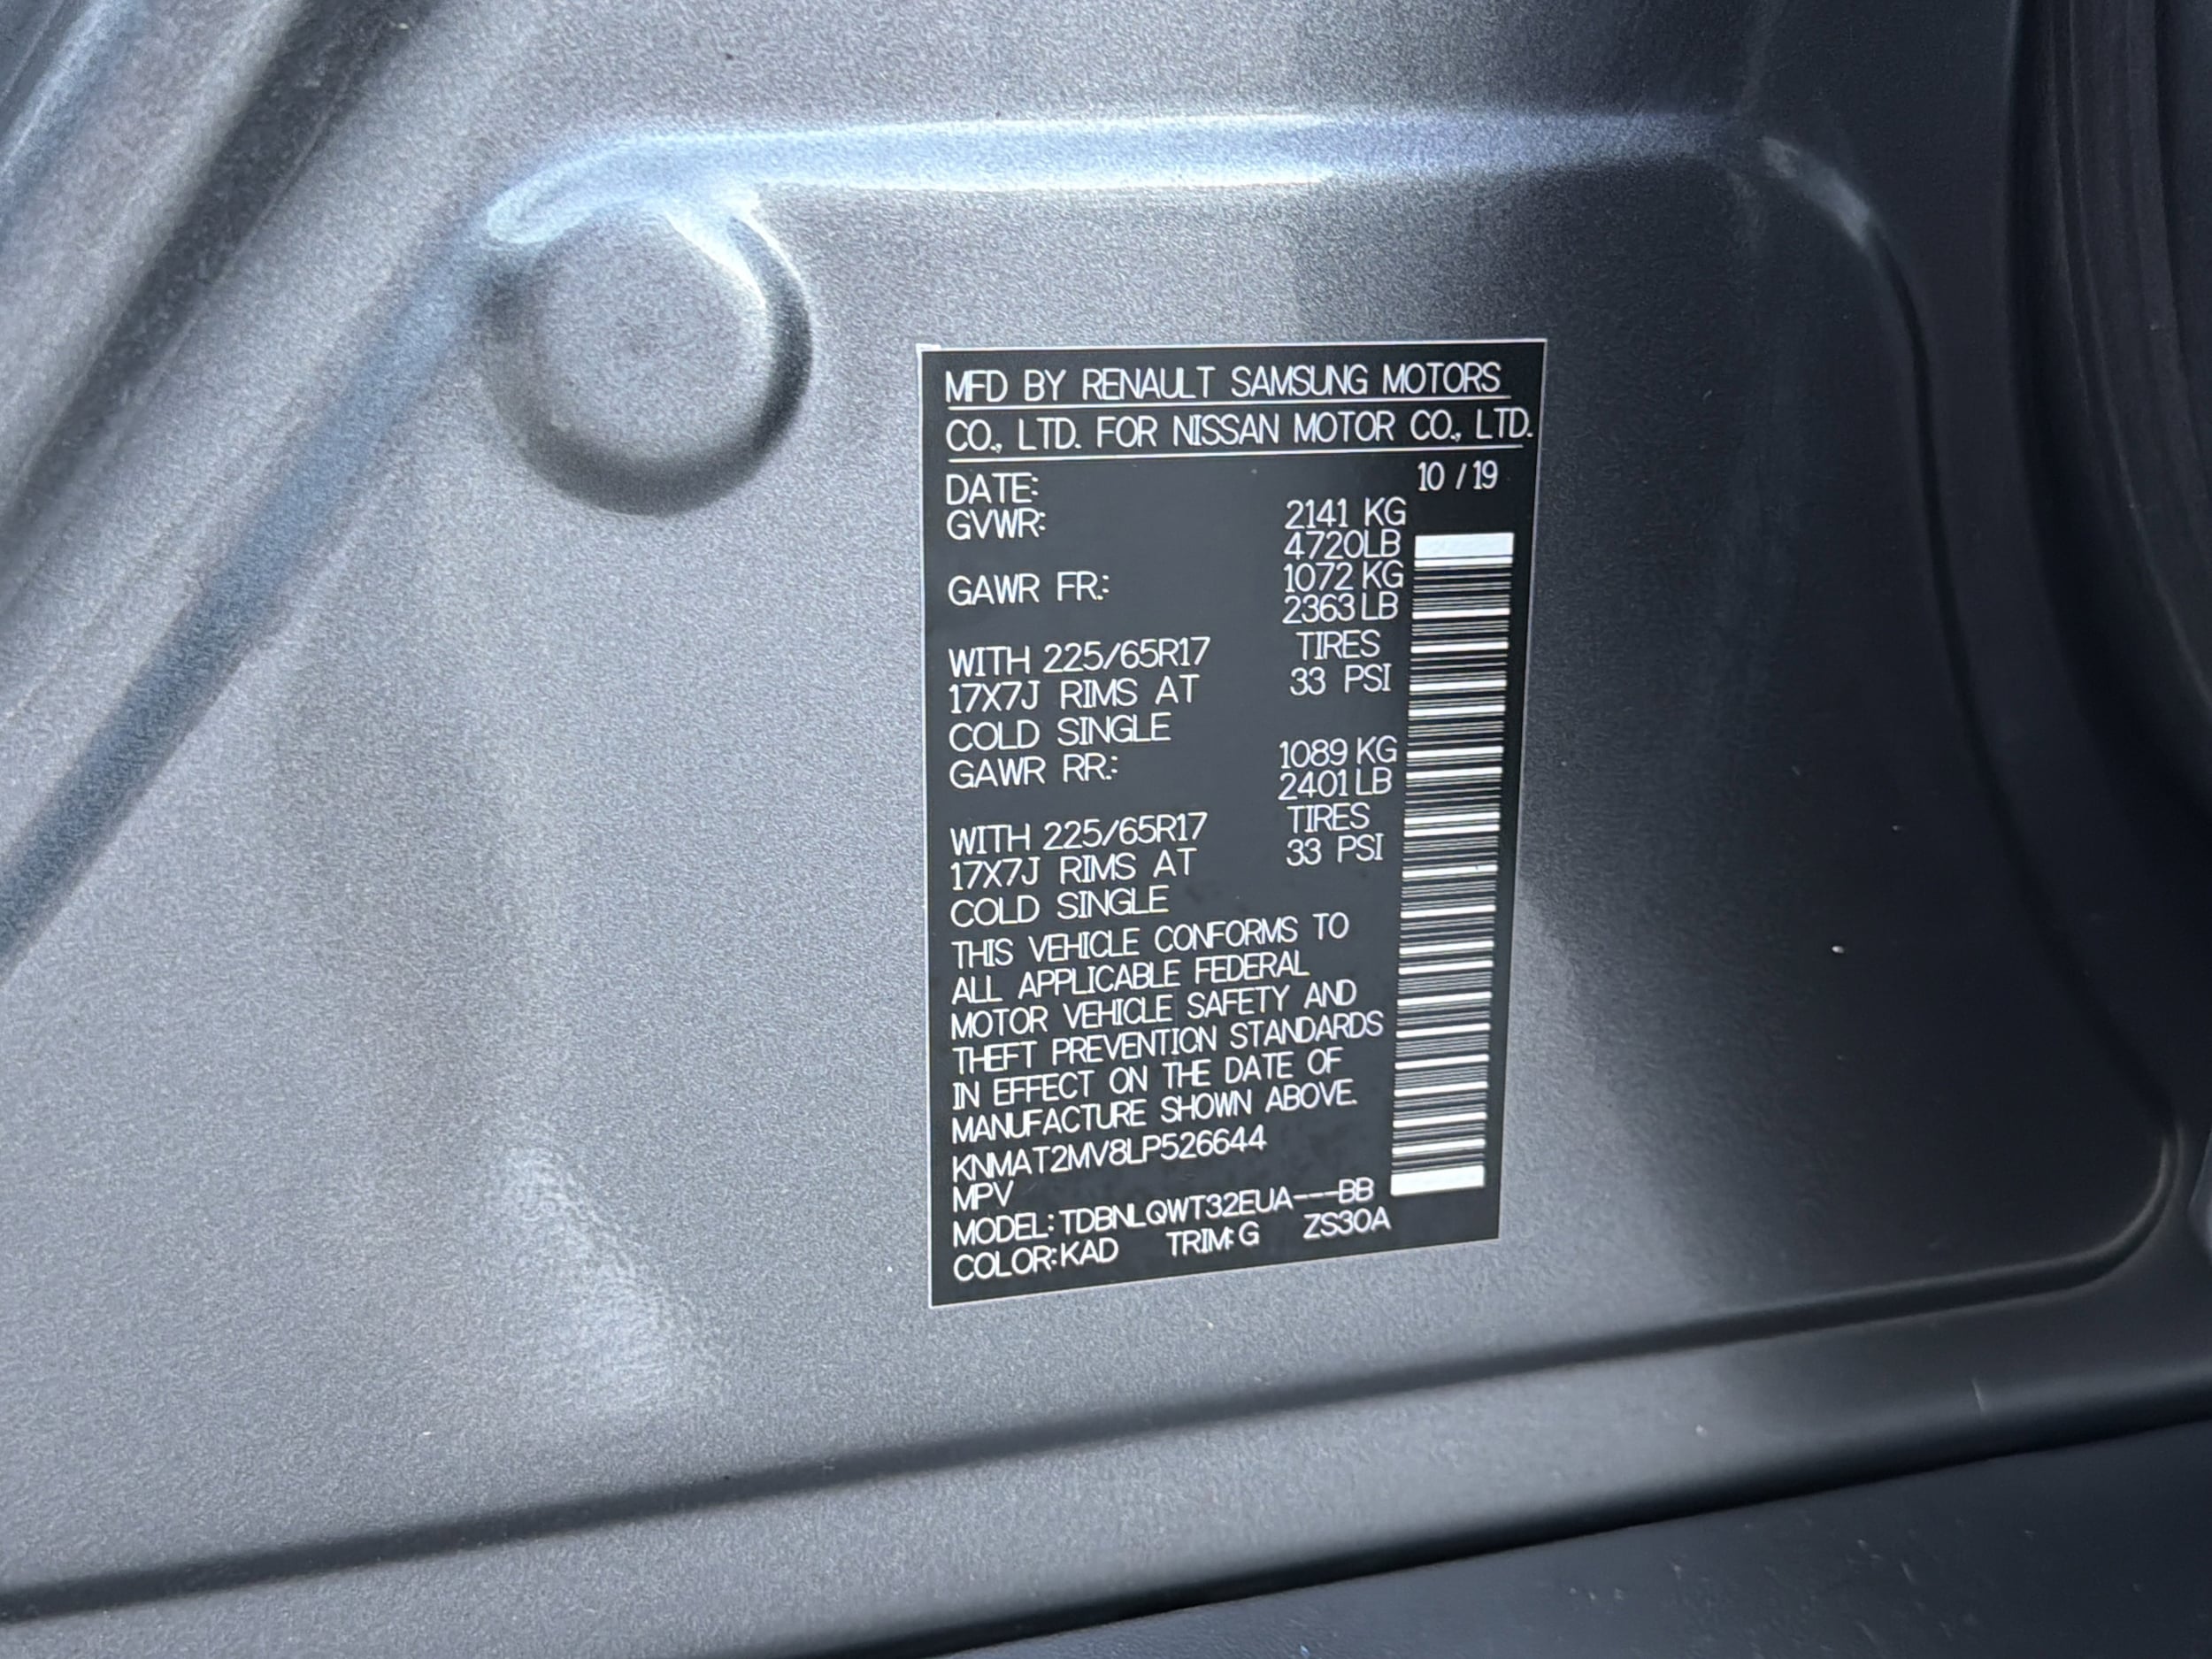 MFD BY RENAULT SAMSUNG MOTORS
CO., LTD. FOR NISSAN MOTOR CO., LTD.
DATE: 10 / 19
GVWR: 2141 KG
4720LB
GAWR FR.: 1072 KG
2363 LB
WITH 225/65R17 TIRES
17X7J RIMS AT 33 PSI
COLD SINGLE
GAWR RR.: 1089 KG
2401 LB
WITH 225/65R17 TIRES
17X7J RIMS AT 33 PSI
COLD SINGLE
THIS VEHICLE CONFORMS TO
ALL APPLICABLE FEDERAL
MOTOR VEHICLE SAFETY AND
THEFT PREVENTION STANDARDS
IN EFFECT ON THE DATE OF
MANUFACTURE SHOWN ABOVE.
KNMAT2MV8LP526644
MPV
MODEL: TDBNLQWT32EUA---BB
COLOR: KAD TRIM: G ZS30A